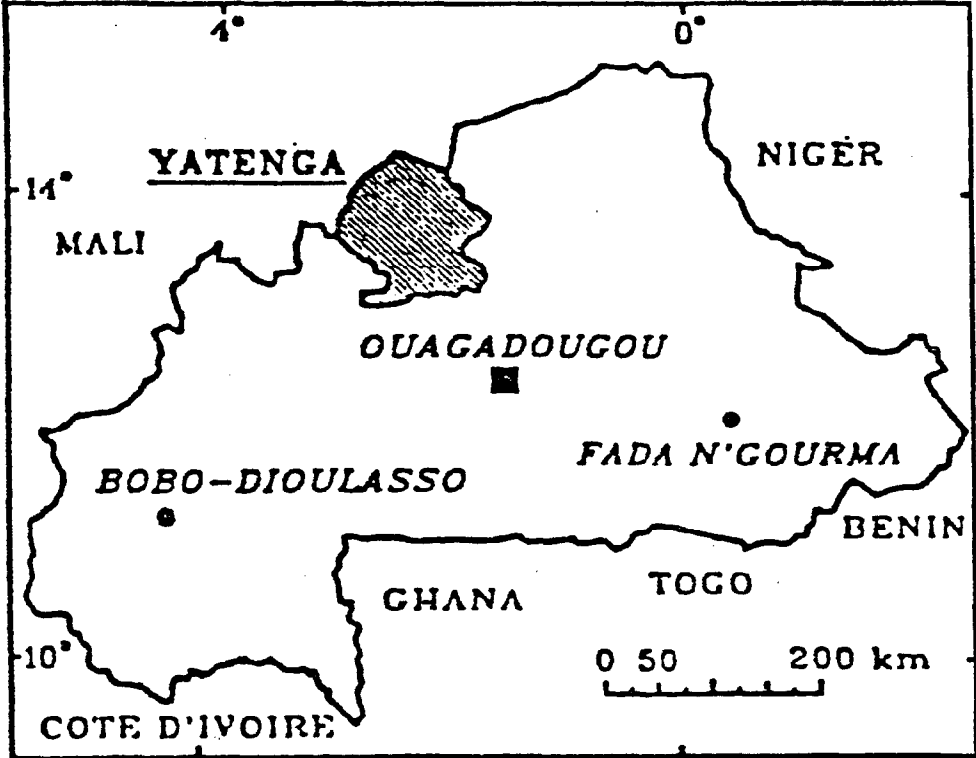 4° 0°
YATENGA
NIGER
14°
MALI
OUAGADOUGOU
FADA N'GOURMA
BOBO-DIOULASSO
BENIN
TOGO
GHANA
10°
0 50 200 km
COTE D'IVOIRE